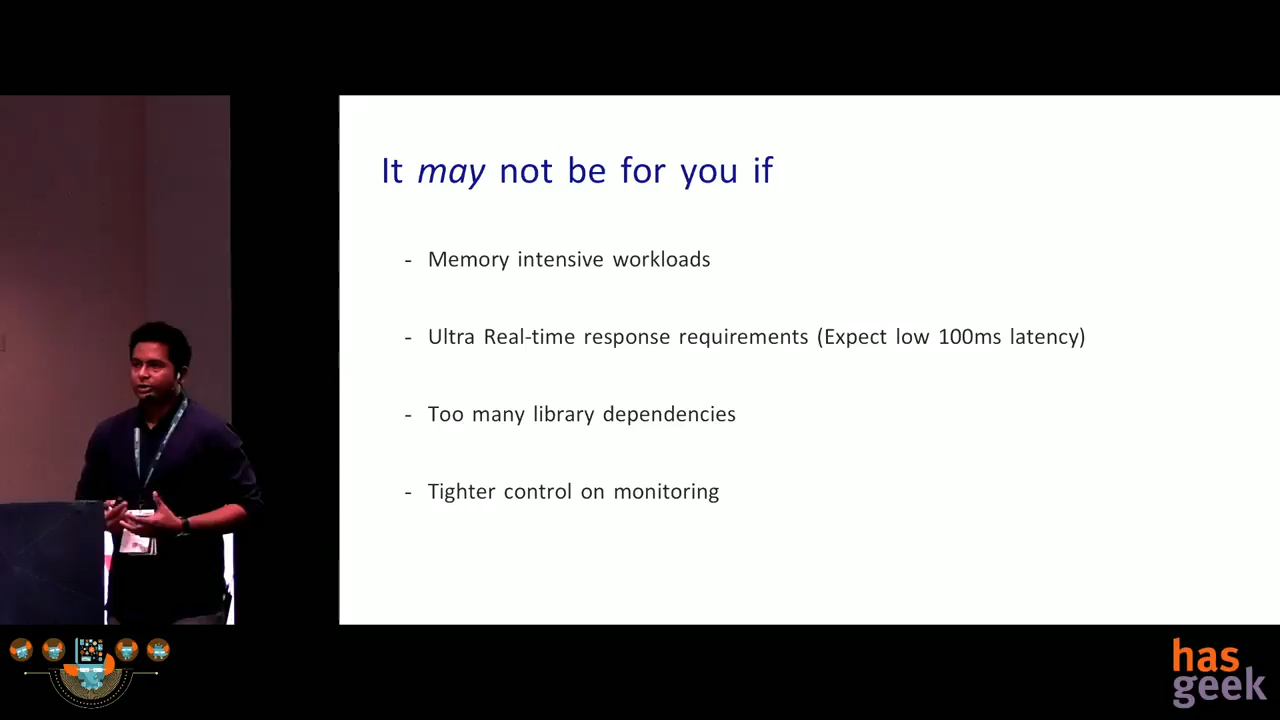 It may not be for you if
- Memory intensive workloads
- Ultra Real-time response requirements (Expect low 100ms latency)
- Too many library dependencies
- Tighter control on monitoring
has
geek